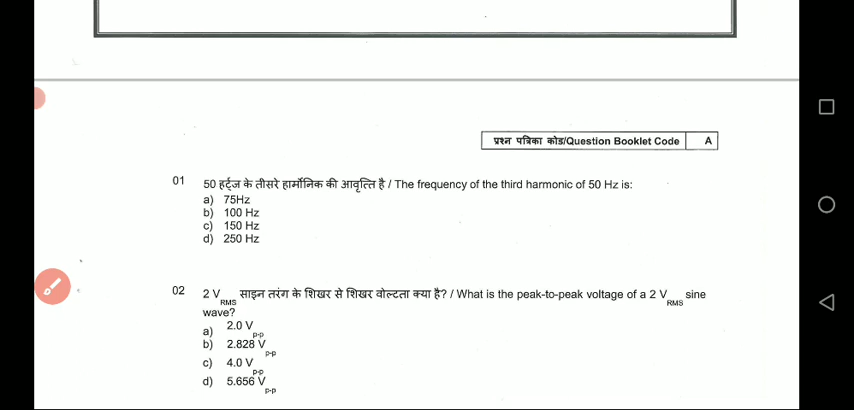 प्रश्न पत्रिका कोड/Question Booklet Code A
01 50 हर्ट्ज के तीसरे हार्मोनिक की आवृत्ति है / The frequency of the third harmonic of 50 Hz is:
a) 75Hz
b) 100 Hz
c) 150 Hz
d) 250 Hz
02 2 V RMS साइन तरंग के शिखर से शिखर वोल्टता क्या है? / What is the peak-to-peak voltage of a 2 V RMS sine
wave?
a) 2.0 V p-p
b) 2.828 V p-p
c) 4.0 V p-p
d) 5.656 V p-p